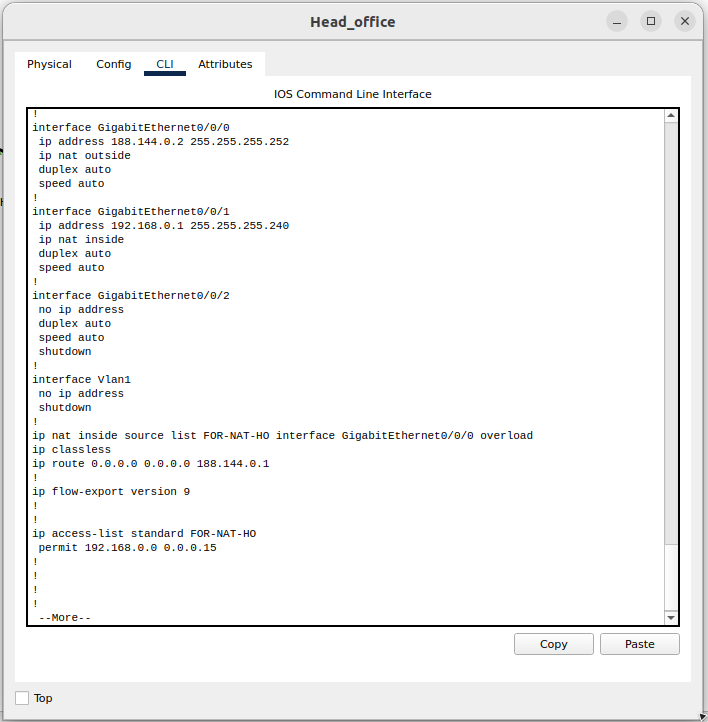 Head_office
Physical Config CLI Attributes
IOS Command Line Interface
!
interface GigabitEthernet0/0/0
 ip address 188.144.0.2 255.255.255.252
 ip nat outside
 duplex auto
 speed auto
!
interface GigabitEthernet0/0/1
 ip address 192.168.0.1 255.255.255.240
 ip nat inside
 duplex auto
 speed auto
!
interface GigabitEthernet0/0/2
 no ip address
 duplex auto
 speed auto
 shutdown
!
interface Vlan1
 no ip address
 shutdown
!
ip nat inside source list FOR-NAT-HO interface GigabitEthernet0/0/0 overload
ip classless
ip route 0.0.0.0 0.0.0.0 188.144.0.1
!
ip flow-export version 9
!
!
ip access-list standard FOR-NAT-HO
 permit 192.168.0.0 0.0.0.15
!
!
!
!
 --More--
Copy Paste
Top